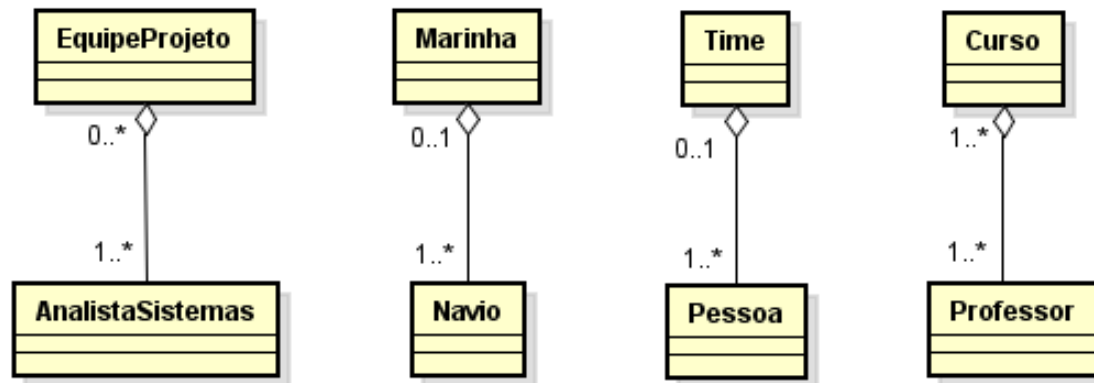 EquipeProjeto
Marinha
Time
Curso
0..*
0..1
0..1
1..*
1..*
1..*
1..*
1..*
AnalistaSistemas
Navio
Pessoa
Professor